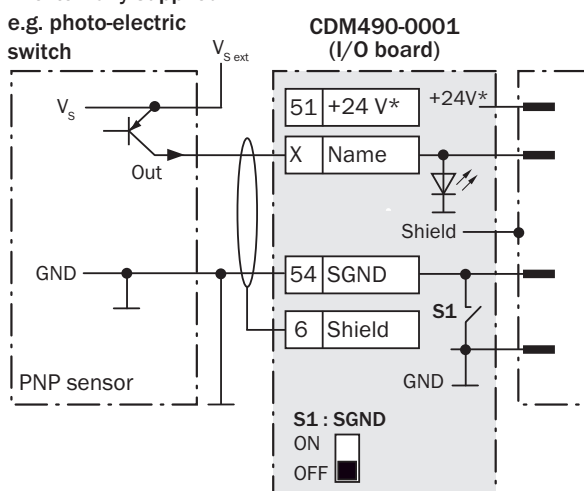 e.g. photo-electric
switch
V S ext
CDM490-0001
(I/O board)
51 +24 V*
+24V*
V S
X Name
Out
Shield
GND
54 SGND
S1
6 Shield
GND
PNP sensor
S1 : SGND
ON
OFF